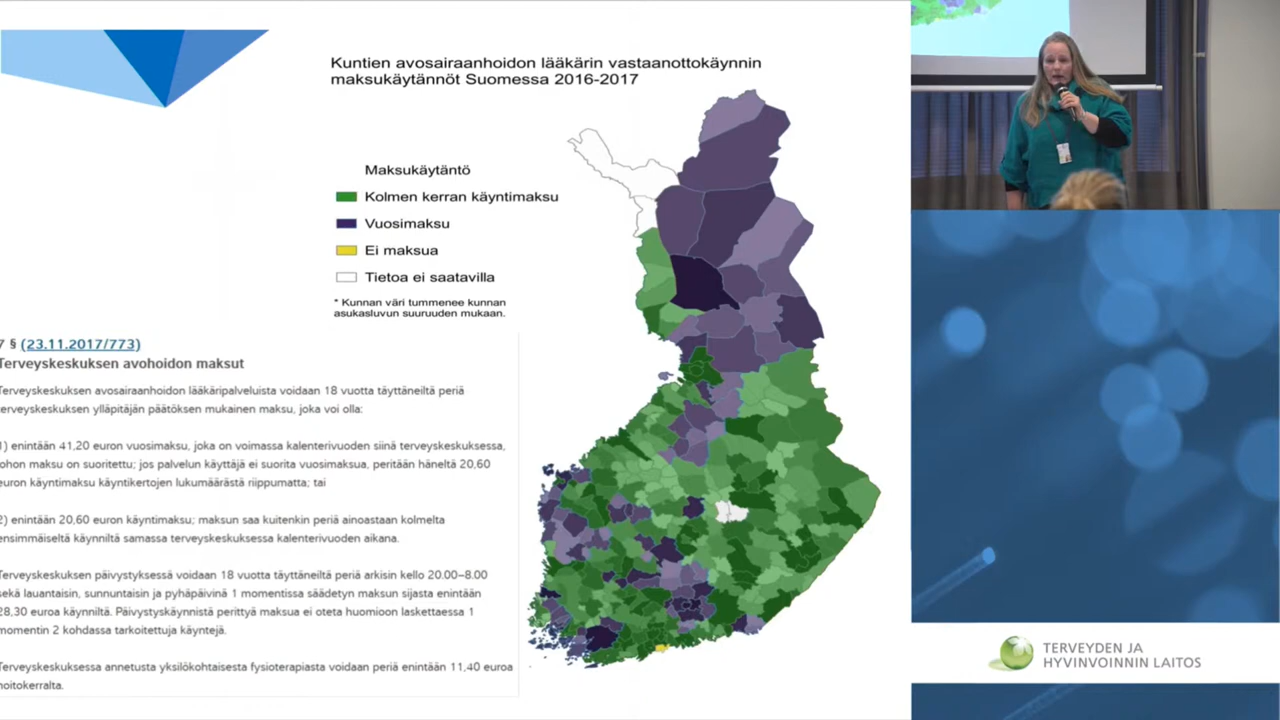 Kuntien avosairaanhoidon lääkärin vastaanottokäynnin
maksukäytännöt Suomessa 2016-2017
Maksukäytäntö
Kolmen kerran käyntimaksu
Vuosimaksu
Ei maksua
Tietoa ei saatavilla
* Kunnan väri tummenee kunnan
asukasluvun suuruuden mukaan.
7 § (23.11.2017/773)
Terveyskeskuksen avohoidon maksut
Terveyskeskuksen avosairaanhoidon lääkäripalveluista voidaan 18 vuotta täyttäneiltä periä
terveyskeskuksen ylläpitäjän päätöksen mukainen maksu, joka voi olla:
1) enintään 41,20 euron vuosimaksu, joka on voimassa kalenterivuoden siinä terveyskeskuksessa,
johon maksu on suoritettu; jos palvelun käyttäjä ei suorita vuosimaksua, peritään häneltä 20,60
euron käyntimaksu käyntikertojen lukumäärästä riippumatta; tai
2) enintään 20,60 euron käyntimaksu; maksun saa kuitenkin periä ainoastaan kolmelta
ensimmäiseltä käynniltä samassa terveyskeskuksessa kalenterivuoden aikana.
Terveyskeskuksen päivystyksessä voidaan 18 vuotta täyttäneiltä periä arkisin kello 20.00–8.00
sekä lauantaisin, sunnuntaisin ja pyhäpäivinä 1 momentissa säädetyn maksun sijasta enintään
28,30 euroa käynniltä. Päivystyskäynnistä perittyä maksua ei oteta huomioon laskettaessa 1
momentin 2 kohdassa tarkoitettuja käyntejä.
Terveyskeskuksessa annetusta yksilökohtaisesta fysioterapiasta voidaan periä enintään 11,40 euroa
hoitokerralta.
TERVEYDEN JA
HYVINVOINNIN LAITOS